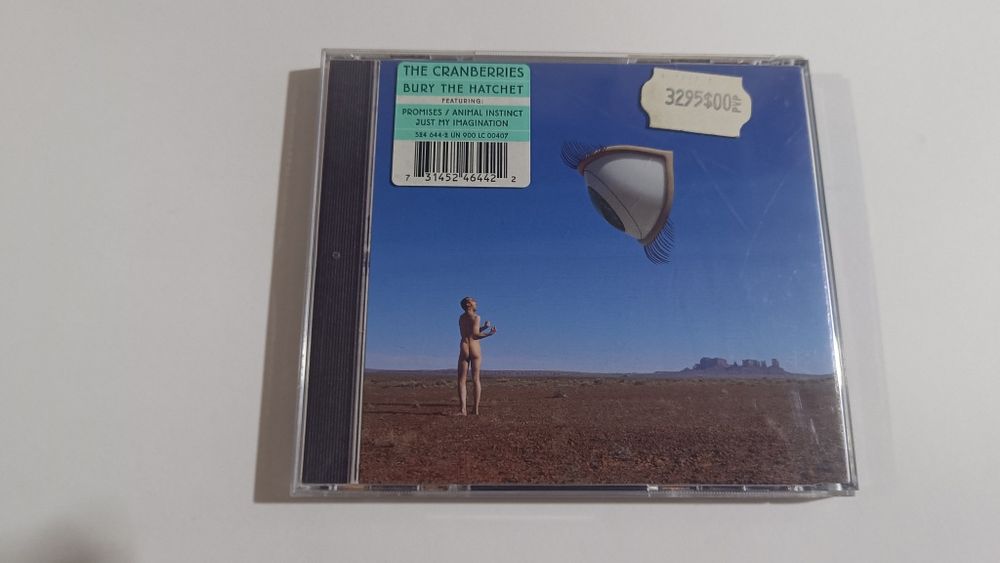 THE CRANBERRIES
BURY THE HATCHET
FEATURING:
PROMISES / ANIMAL INSTINCT
JUST MY IMAGINATION
524 644-2 UN 900 LC 00407
7 31452 46442 2
3295$00 PVP